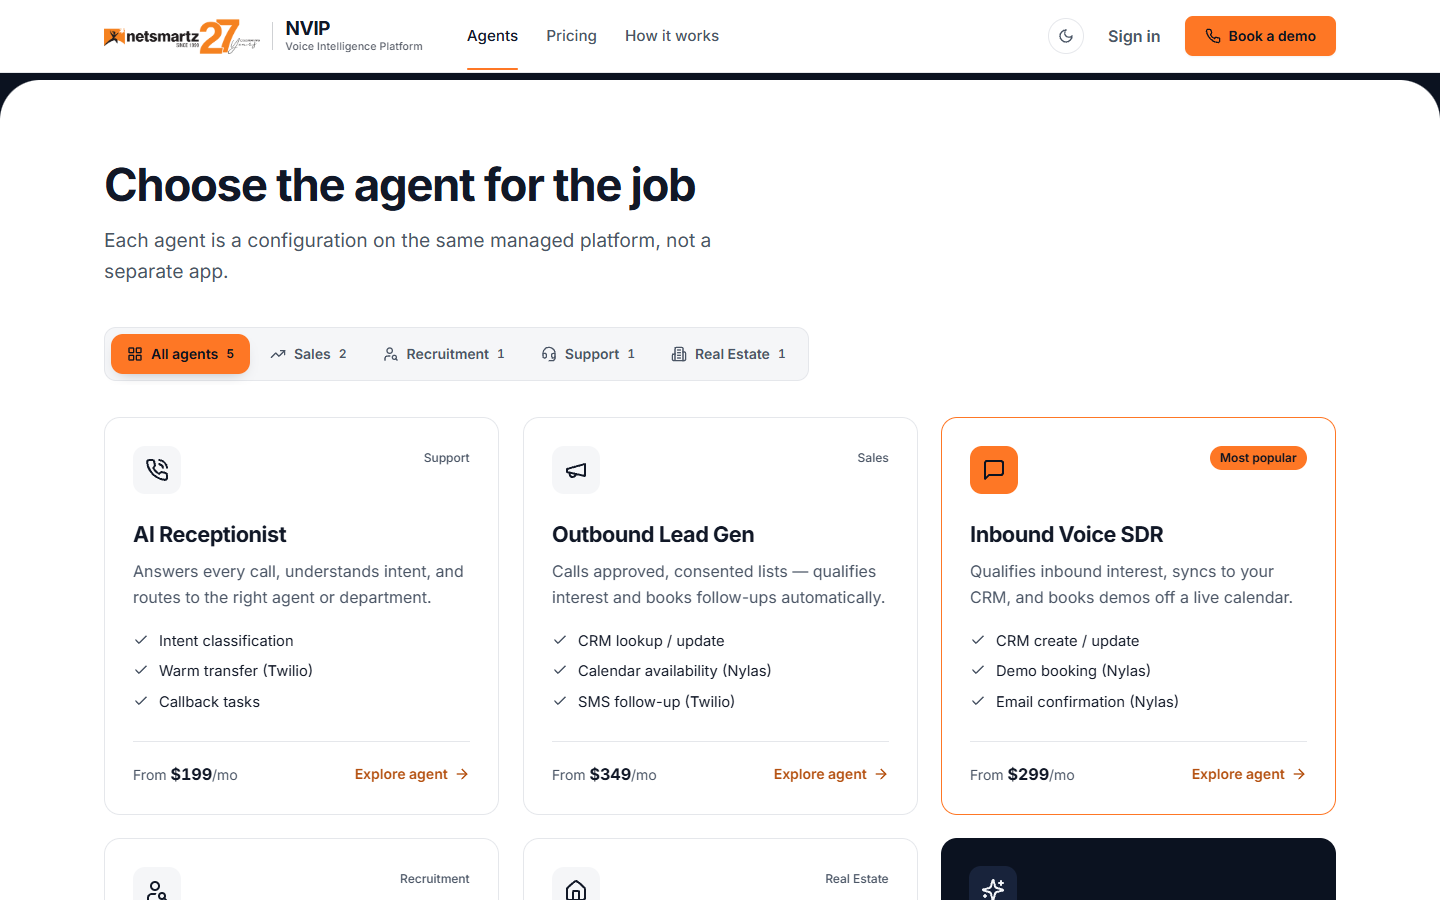 netsmartz
SINCE 1999
27
Years
NVIP
Voice Intelligence Platform
Agents
Pricing
How it works
Sign in
Book a demo
Choose the agent for the job
Each agent is a configuration on the same managed platform, not a
separate app.
All agents 5
Sales 2
Recruitment 1
Support 1
Real Estate 1
Support
AI Receptionist
Answers every call, understands intent, and
routes to the right agent or department.
Intent classification
Warm transfer (Twilio)
Callback tasks
From $199/mo
Explore agent
Sales
Outbound Lead Gen
Calls approved, consented lists — qualifies
interest and books follow-ups automatically.
CRM lookup / update
Calendar availability (Nylas)
SMS follow-up (Twilio)
From $349/mo
Explore agent
Most popular
Inbound Voice SDR
Qualifies inbound interest, syncs to your
CRM, and books demos off a live calendar.
CRM create / update
Demo booking (Nylas)
Email confirmation (Nylas)
From $299/mo
Explore agent
Recruitment
Real Estate